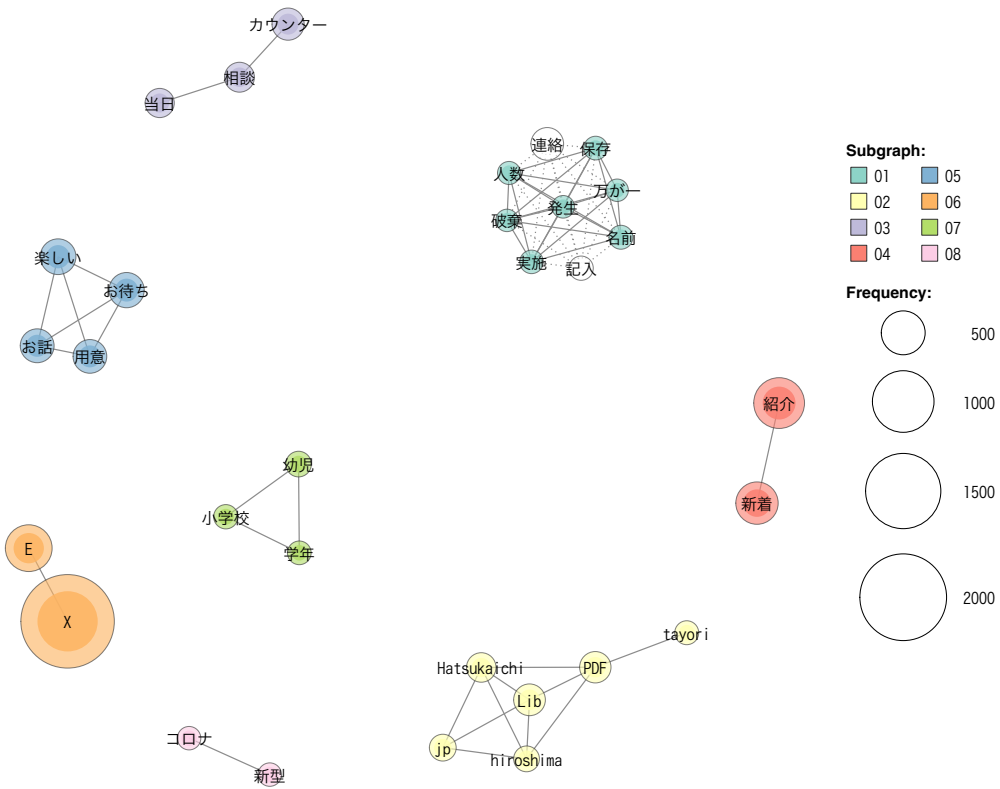 カウンター
相談
当日
連絡
保存
人数
万が一
発生
破棄
名前
実施
記入
楽しい
お待ち
お話
用意
紹介
新着
幼児
小学校
学年
E
X
tayori
Hatsukaichi
PDF
Lib
jp
hiroshima
コロナ
新型
Subgraph:
01 05
02 06
03 07
04 08
Frequency:
500
1000
1500
2000